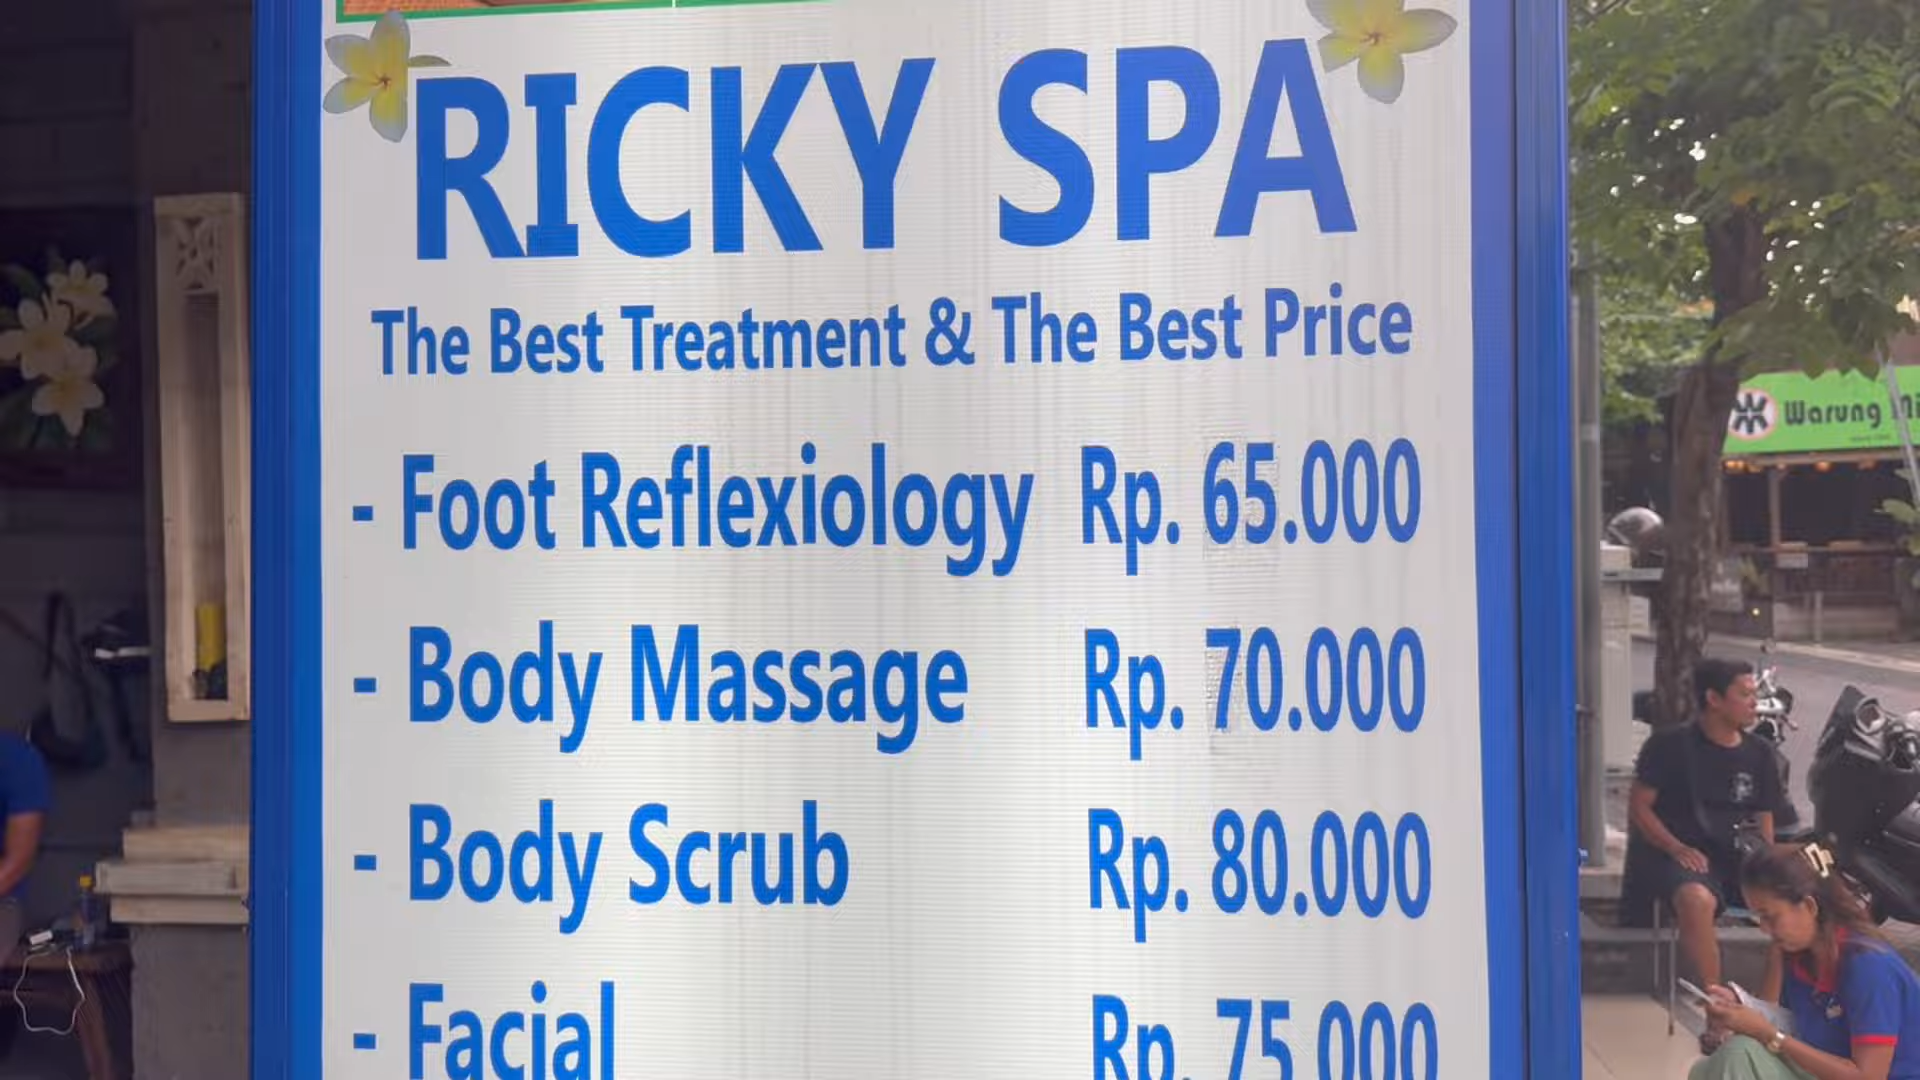 RICKY SPA
The Best Treatment & The Best Price
- Foot Reflexiology Rp. 65.000
- Body Massage Rp. 70.000
- Body Scrub Rp. 80.000
- Facial Rp. 75.000
Warung